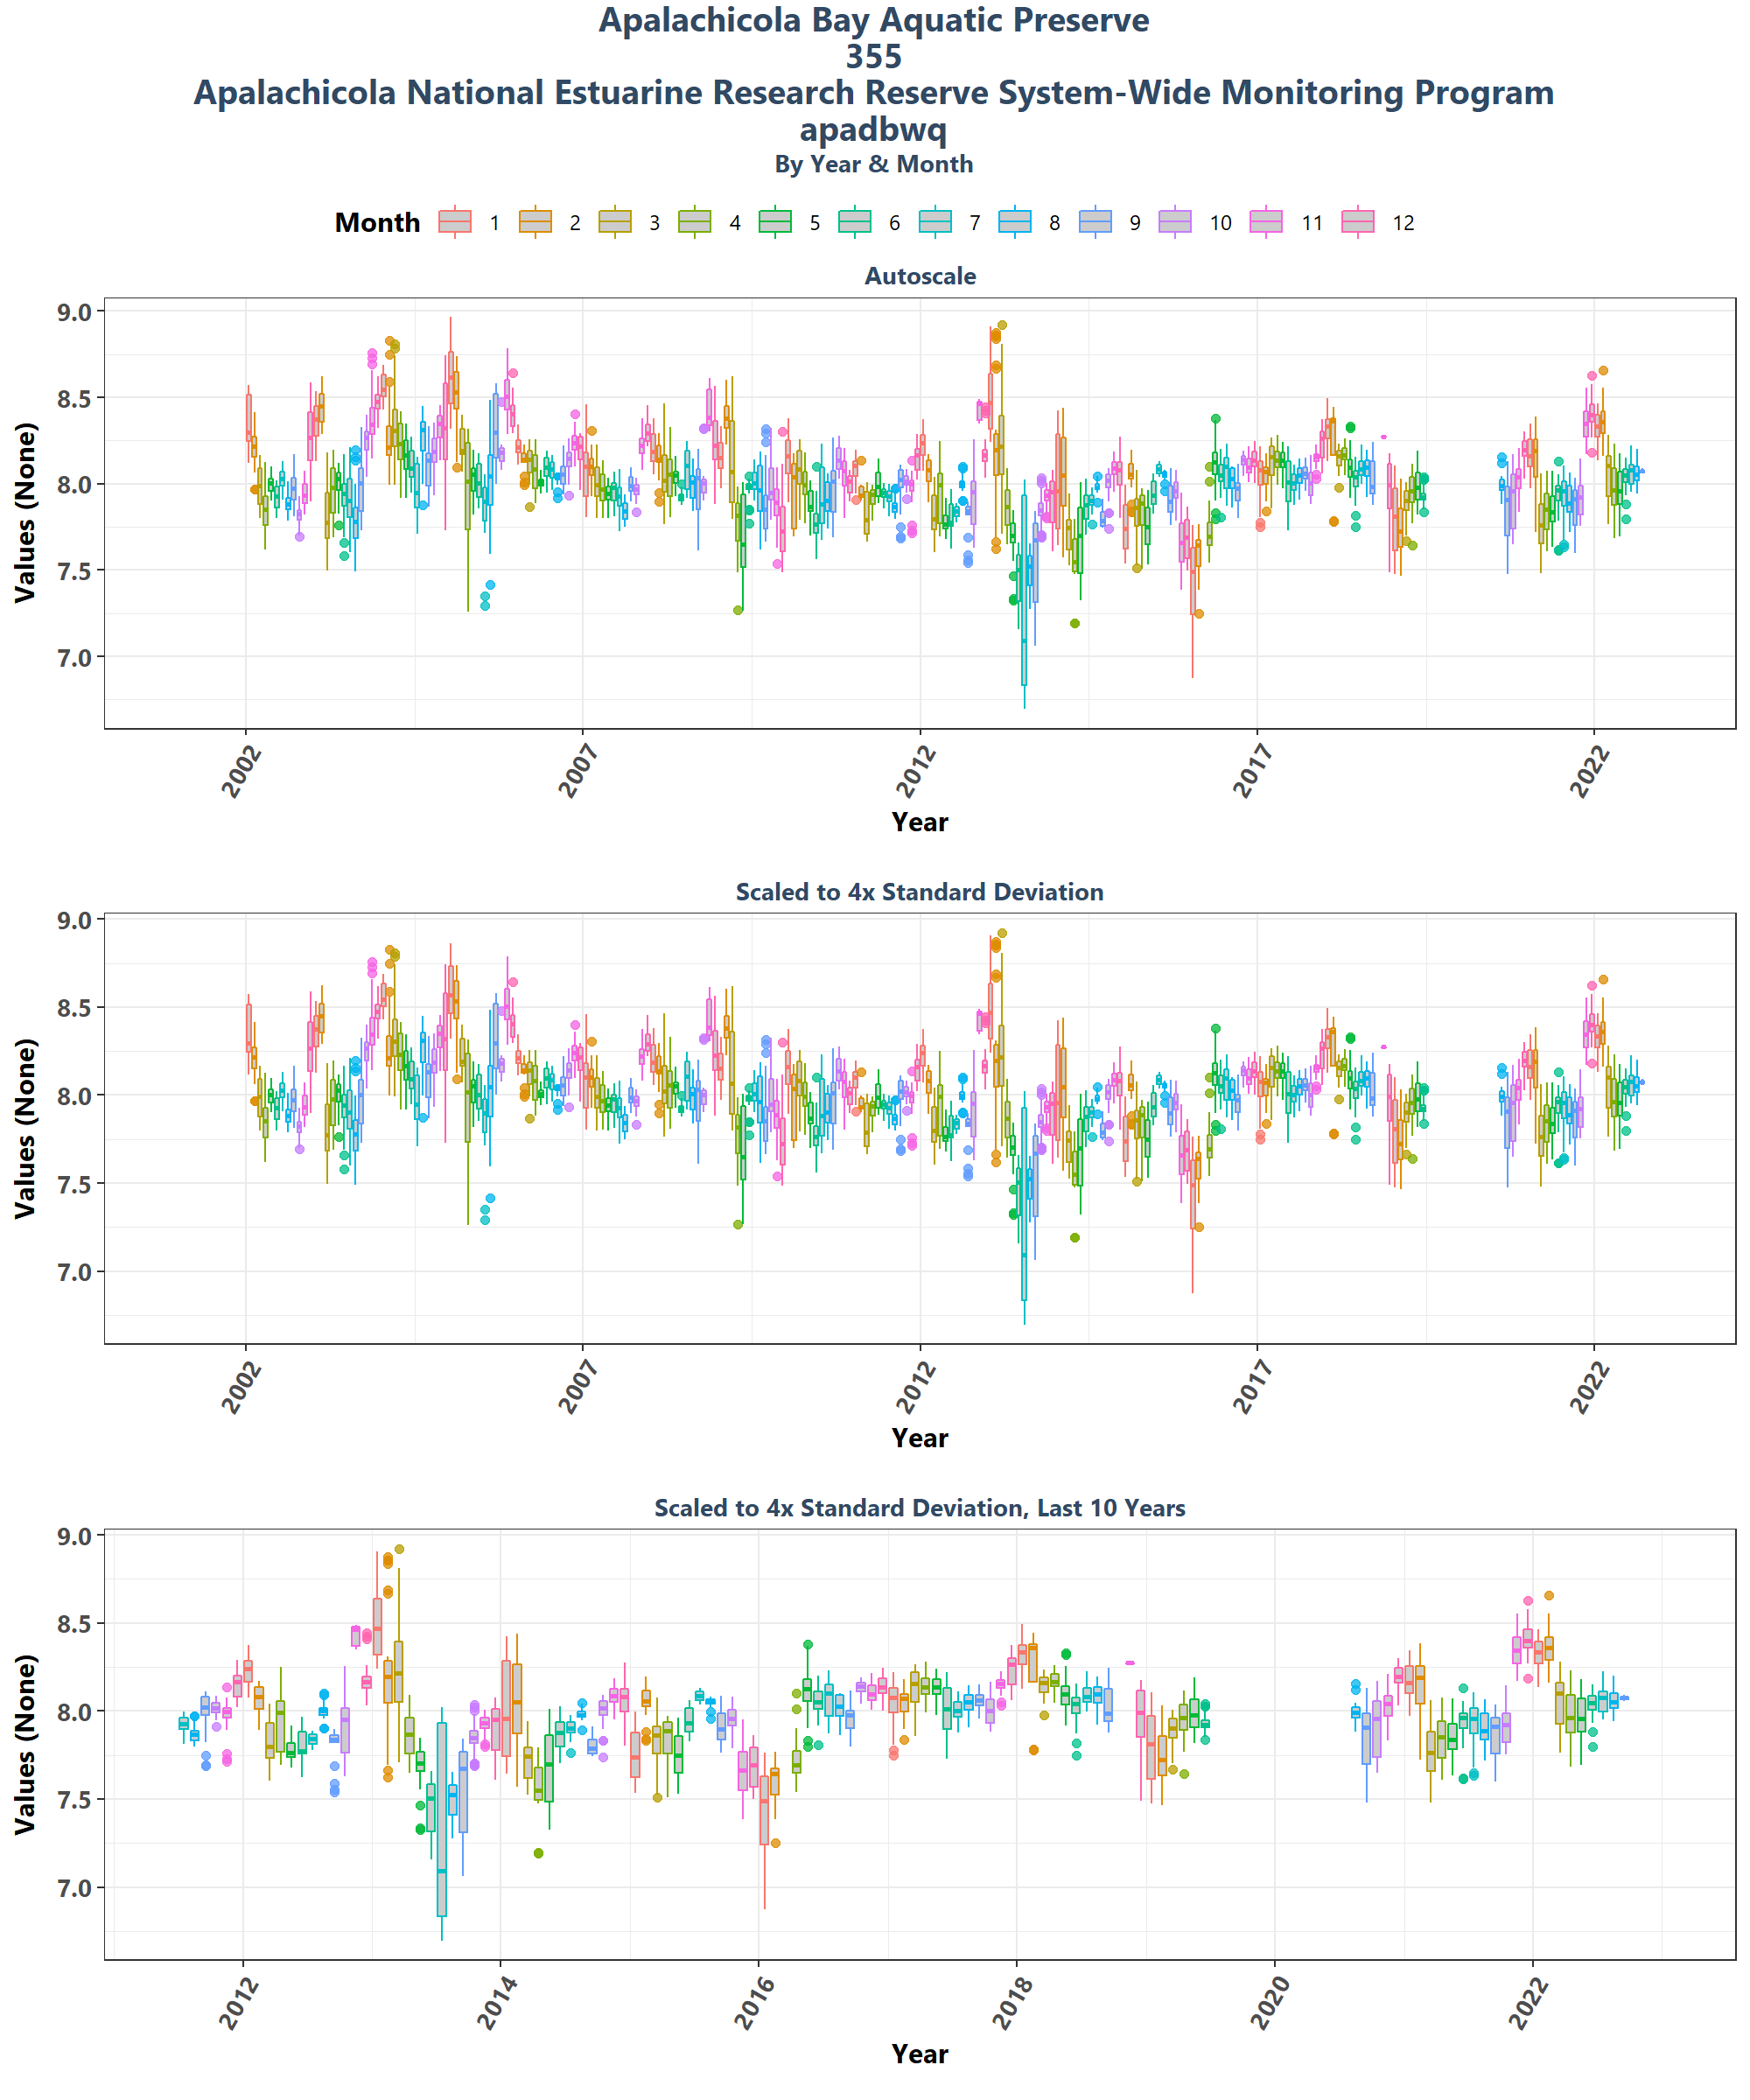 Apalachicola Bay Aquatic Preserve
355
Apalachicola National Estuarine Research Reserve System-Wide Monitoring Program
apadbwq
By Year & Month
Month 1 2 3 4 5 6 7 8 9 10 11 12
Autoscale
Values (None)
9.0
8.5
8.0
7.5
7.0
2002 2007 2012 2017 2022
Year
Scaled to 4x Standard Deviation
Values (None)
9.0
8.5
8.0
7.5
7.0
2002 2007 2012 2017 2022
Year
Scaled to 4x Standard Deviation, Last 10 Years
Values (None)
9.0
8.5
8.0
7.5
7.0
2012 2014 2016 2018 2020 2022
Year